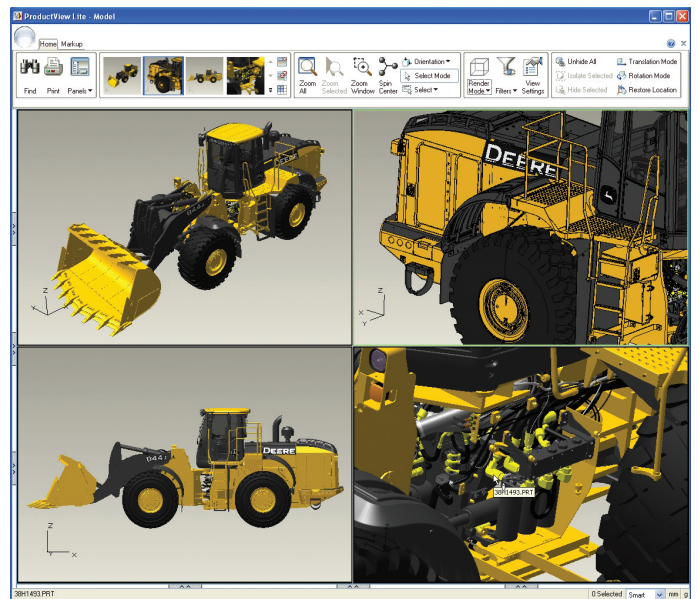 ProductView Lite - Model
Home Markup
Find Print Panels
Zoom All
Zoom Selected
Zoom Window
Spin Center
Orientation
Select Mode
Select
Render Mode
Filters
View Settings
Unhide All
Isolate Selected
Hide Selected
Translation Mode
Rotation Mode
Restore Location
DEERE
Z
Y
X
DEERE
Z
X
Y
D44
DEERE
Z
Y
X
38H1493.PRT
38H1493.PRT
0 Selected
Smart
mm
g